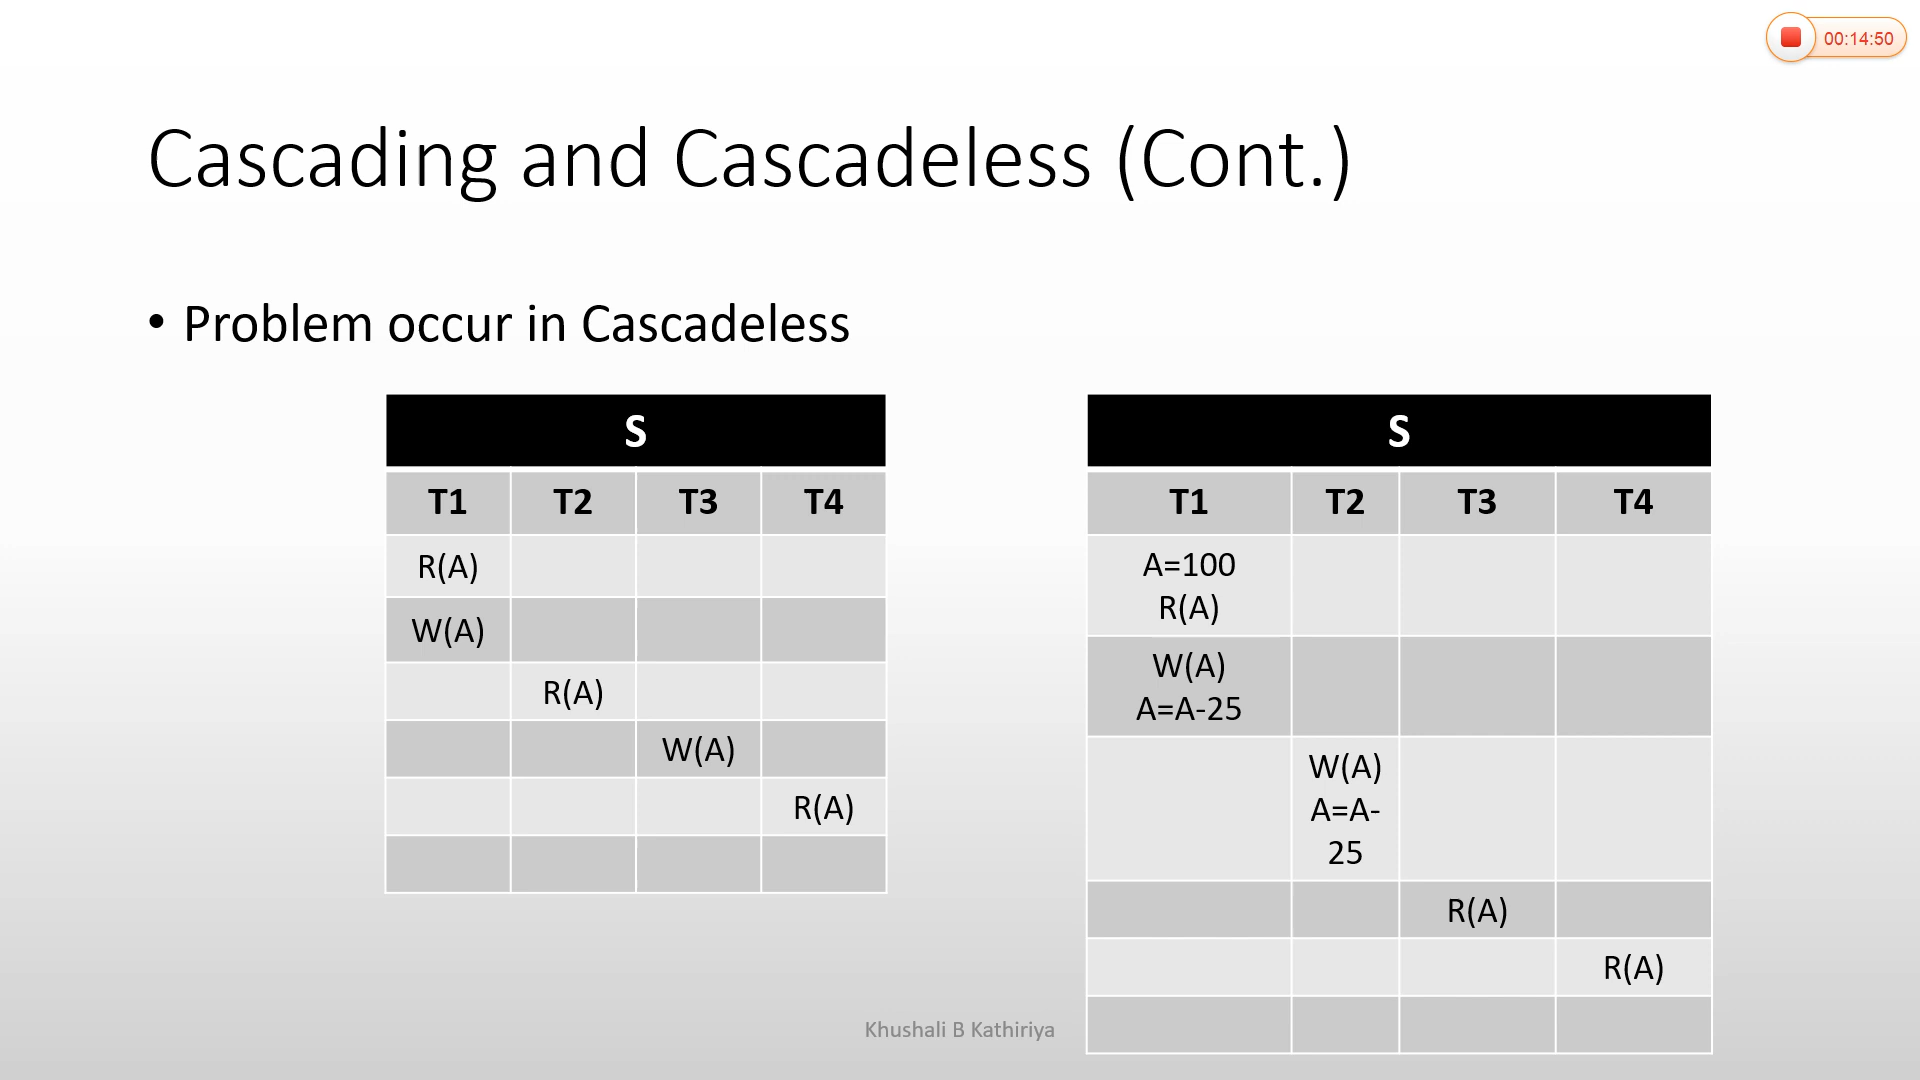 00:14:50
Cascading and Cascadeless (Cont.)
• Problem occur in Cascadeless
S
T1 T2 T3 T4
R(A)
W(A)
R(A)
W(A)
R(A)
S
T1 T2 T3 T4
A=100
R(A)
W(A)
A=A-25
W(A)
A=A-
25
R(A)
R(A)
Khushali B Kathiriya